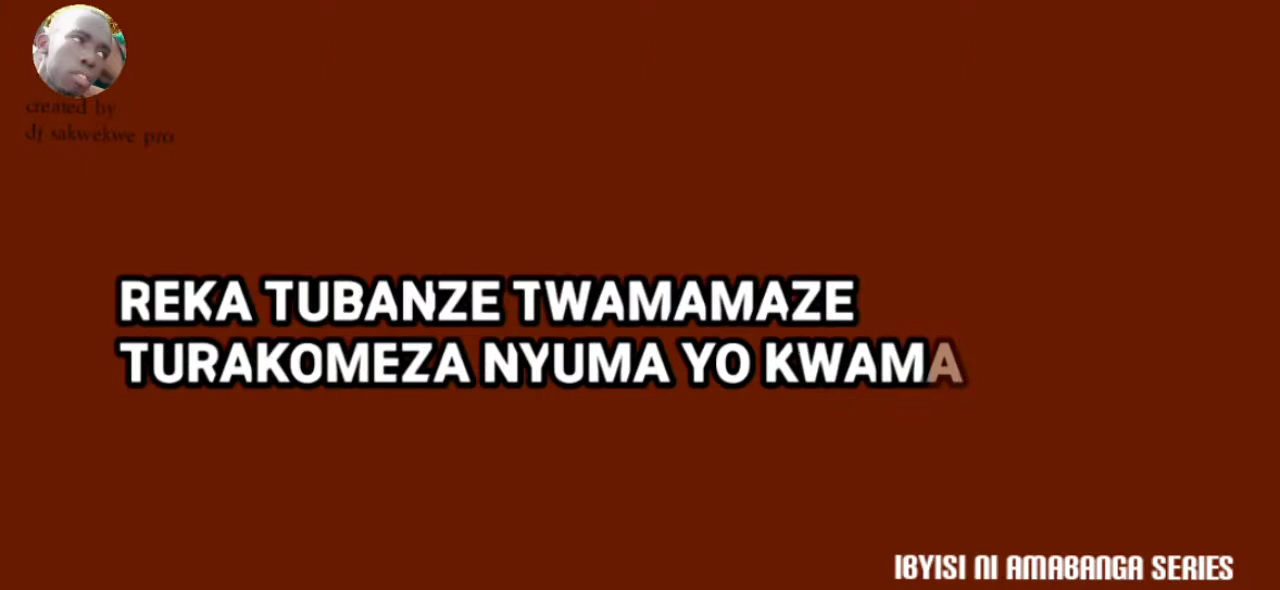 created by
dj sakwekwe pro
REKA TUBANZE TWAMAMAZE
TURAKOMEZA NYUMA YO KWAMA
IBYISI NI AMABANGA SERIES